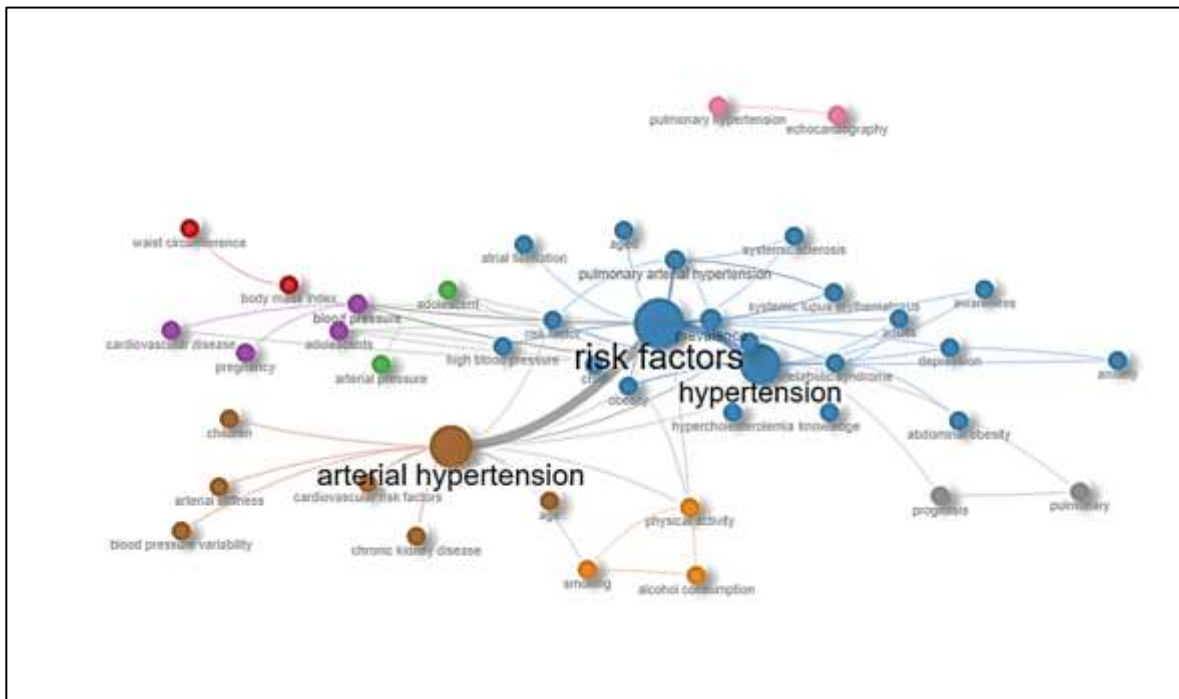 pulmonary hypertension
echocardiography
waist circumference
atrial fibrillation
aged
systemic sclerosis
pulmonary arterial hypertension
body mass index
adolescent
systemic lupus erythematosus
awareness
blood pressure
risk factor
prevalence
adults
cardiovascular disease
adolescents
high blood pressure
risk factors
depression
anxiety
pregnancy
arterial pressure
metabolic syndrome
obesity
hypertension
children
hypercholesterolemia
knowledge
abdominal obesity
arterial hypertension
arterial stiffness
cardiovascular risk factors
age
physical activity
prognosis
pulmonary
blood pressure variability
chronic kidney disease
smoking
alcohol consumption